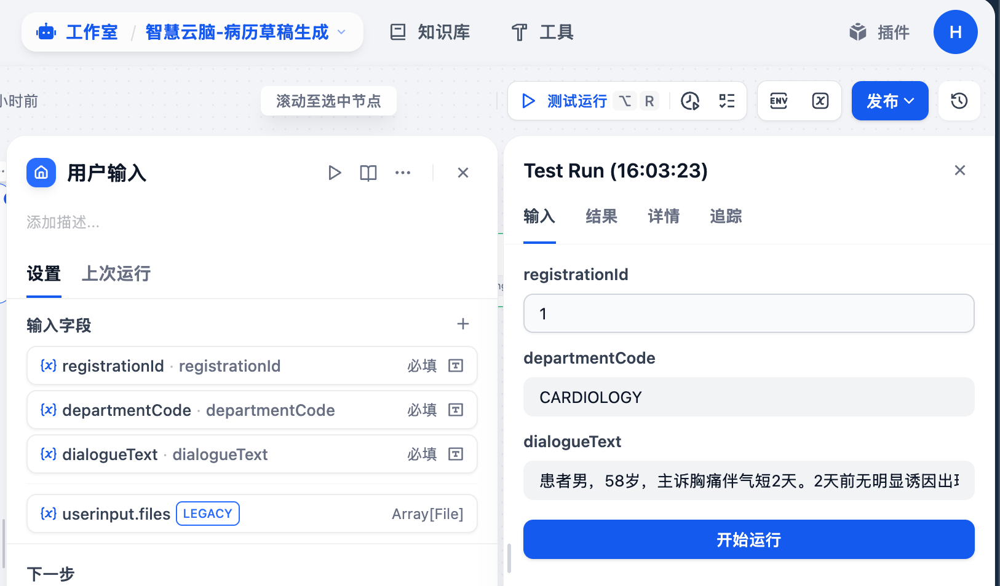 工作室 / 智慧云脑-病历草稿生成
知识库
工具
插件
H
小时前
滚动至选中节点
测试运行 ⌥ R
ENV
发布
用户输入
添加描述...
设置
上次运行
输入字段
{x} registrationId · registrationId 必填
{x} departmentCode · departmentCode 必填
{x} dialogueText · dialogueText 必填
{x} userinput.files LEGACY Array[File]
下一步
Test Run (16:03:23)
输入
结果
详情
追踪
registrationId
1
departmentCode
CARDIOLOGY
dialogueText
患者男，58岁，主诉胸痛伴气短2天。2天前无明显诱因出
开始运行